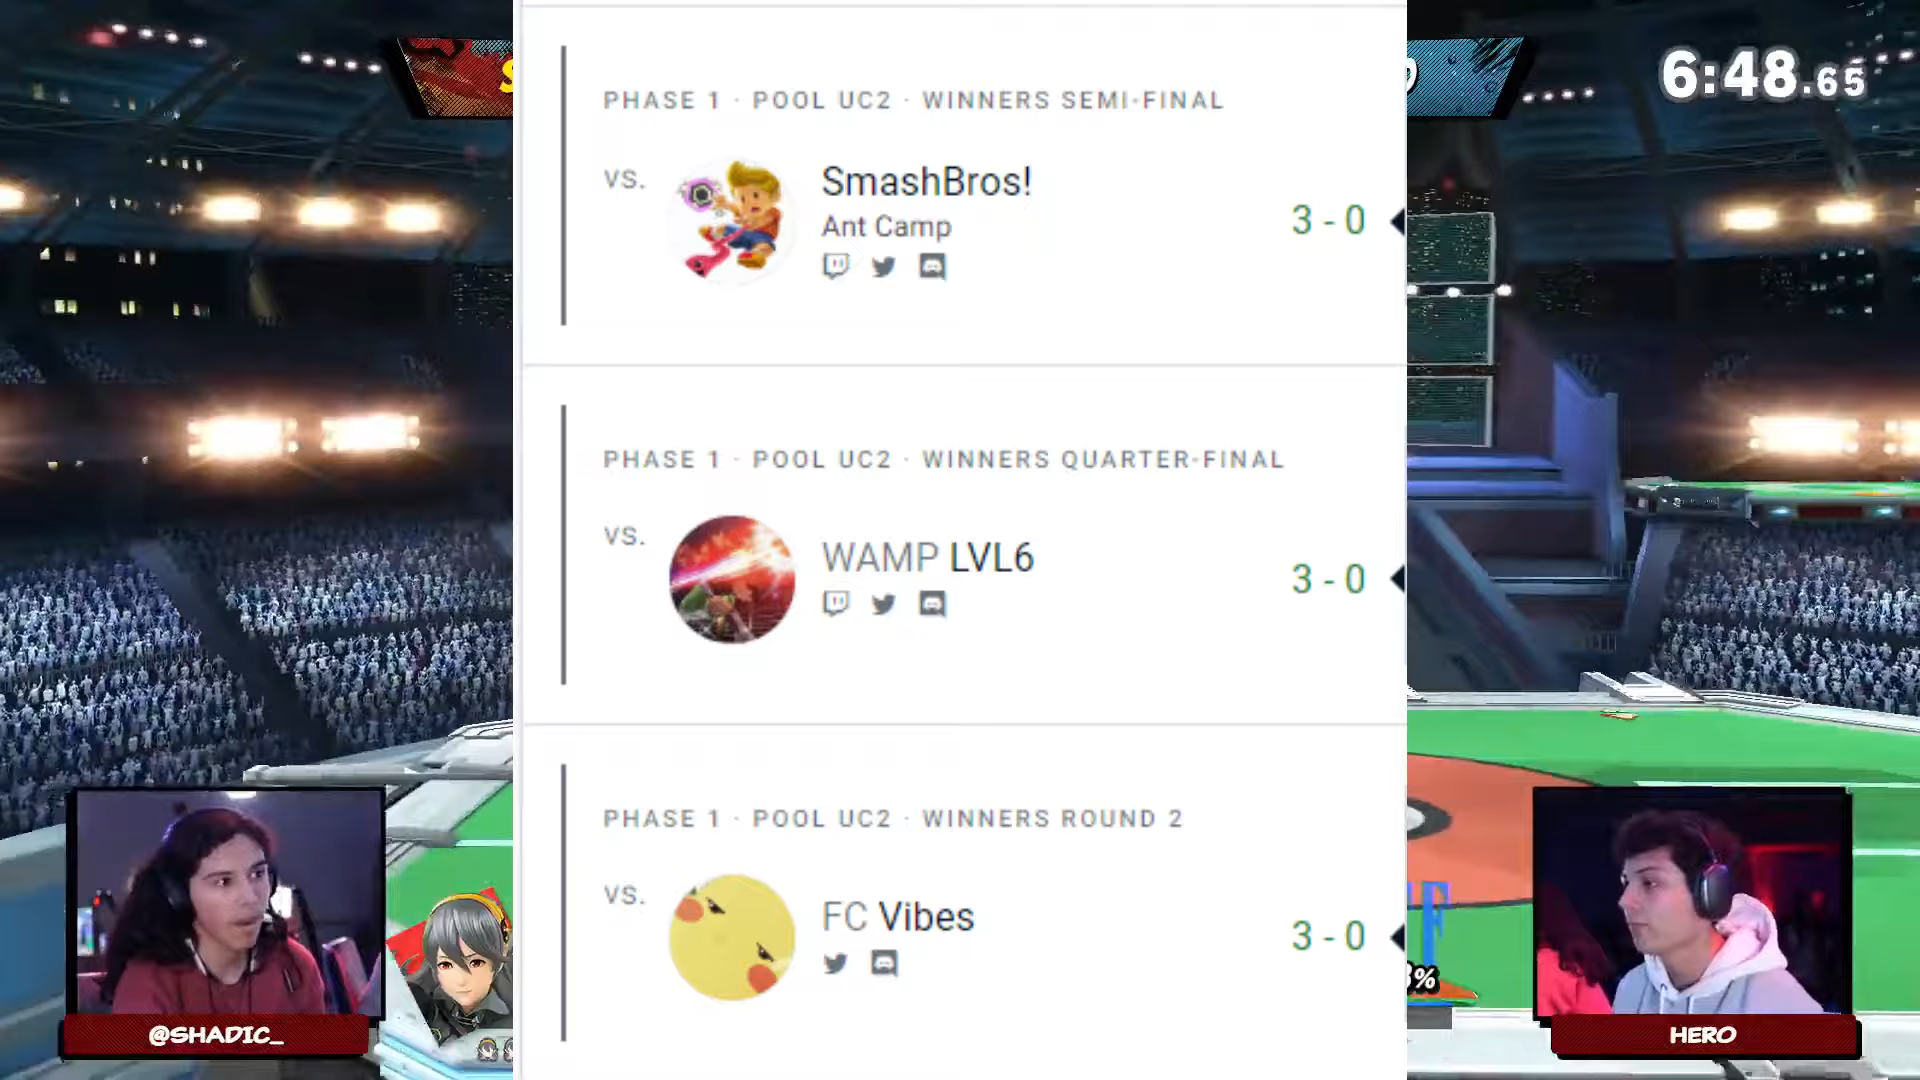 6:48.65
PHASE 1 · POOL UC2 · WINNERS SEMI-FINAL
VS.
SmashBros!
Ant Camp
3 - 0
PHASE 1 · POOL UC2 · WINNERS QUARTER-FINAL
VS.
WAMP LVL6
3 - 0
PHASE 1 · POOL UC2 · WINNERS ROUND 2
VS.
FC Vibes
3 - 0
@SHADIC_
HERO